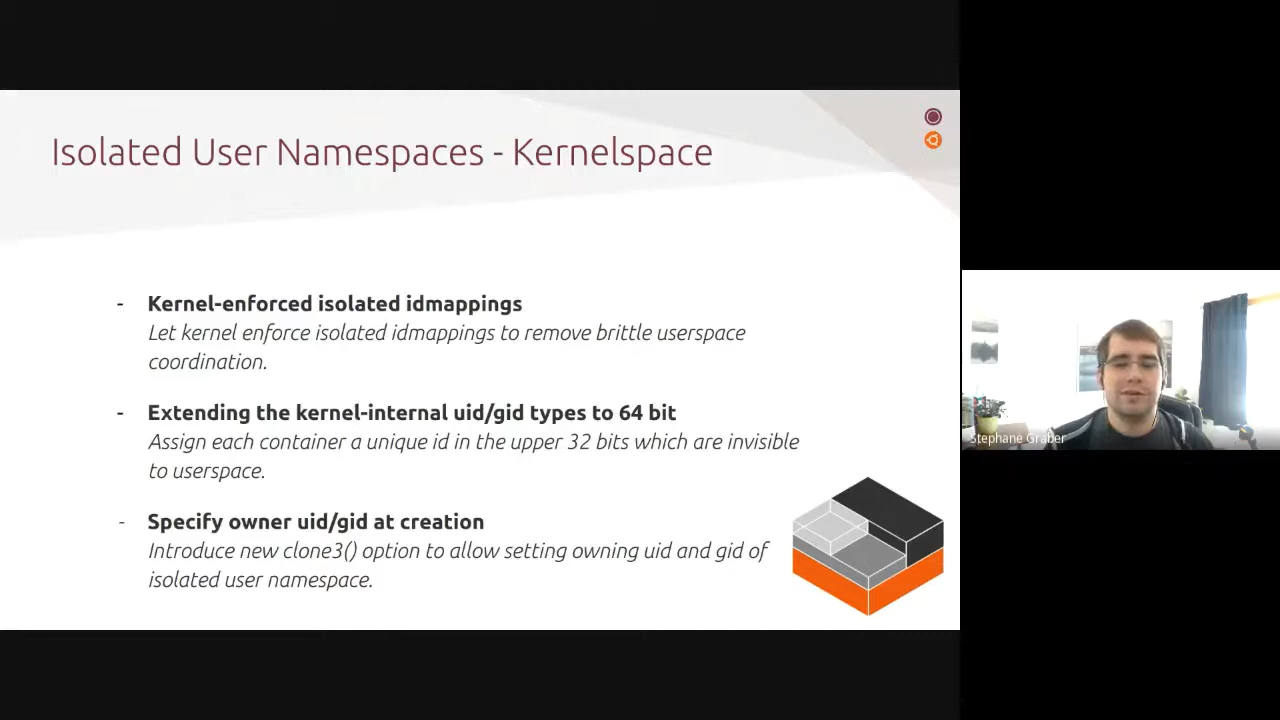 Isolated User Namespaces - Kernelspace
- Kernel-enforced isolated idmappings
Let kernel enforce isolated idmappings to remove brittle userspace
coordination.
- Extending the kernel-internal uid/gid types to 64 bit
Assign each container a unique id in the upper 32 bits which are invisible
to userspace.
- Specify owner uid/gid at creation
Introduce new clone3() option to allow setting owning uid and gid of
isolated user namespace.
Stephane Graber